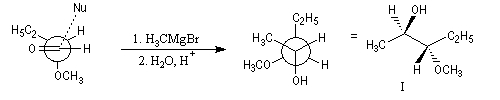 Nu
H₅C₂
H
O
H
OCH₃
1. H₃CMgBr
2. H₂O, H⁺
C₂H₅
H₃C
H
H₃CO
H
OH
=
H
OH
H₃C
C₂H₅
H
OCH₃
I